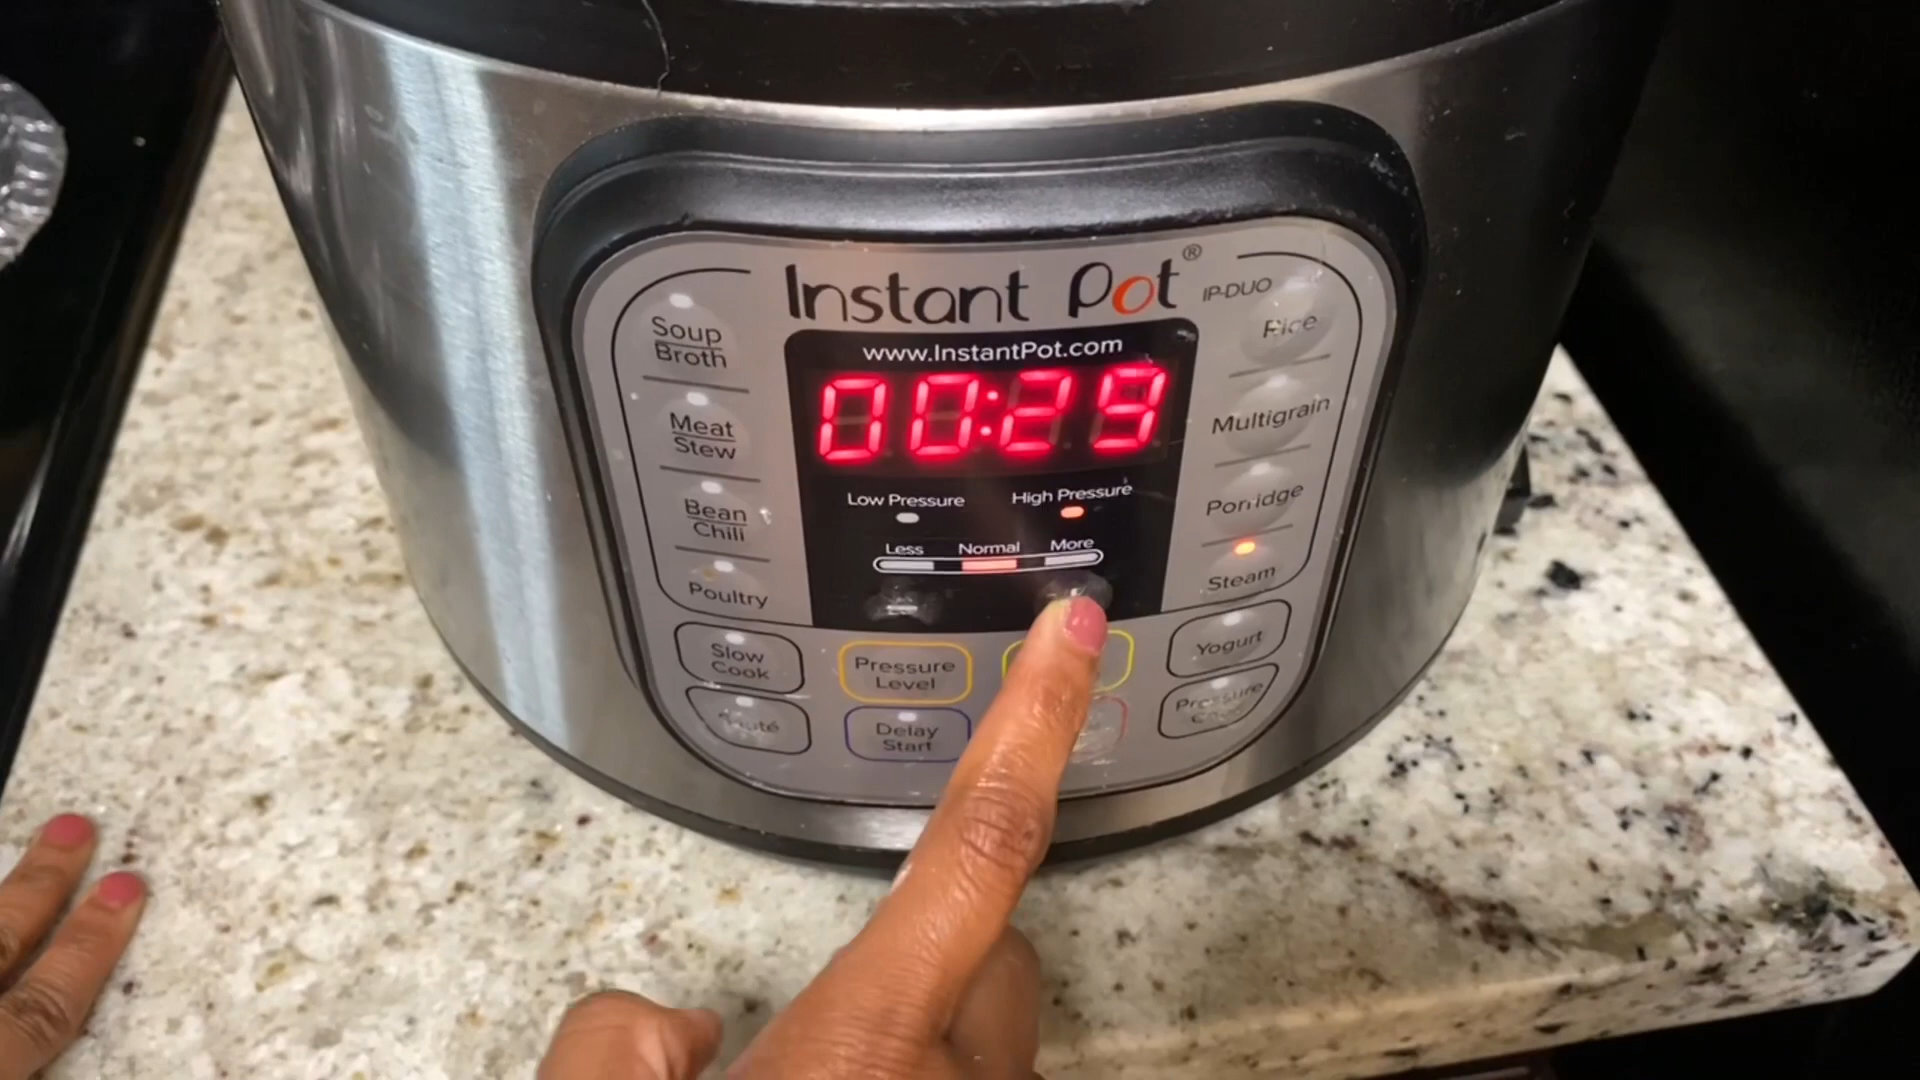 Instant Pot®
IP-DUO
www.InstantPot.com
00:29
Low Pressure
High Pressure
Less
Normal
More
Soup
Broth
Meat
Stew
Bean
Chili
Poultry
Slow
Cook
Pressure
Level
Delay
Start
Rice
Multigrain
Porridge
Steam
Yogurt
Pressure